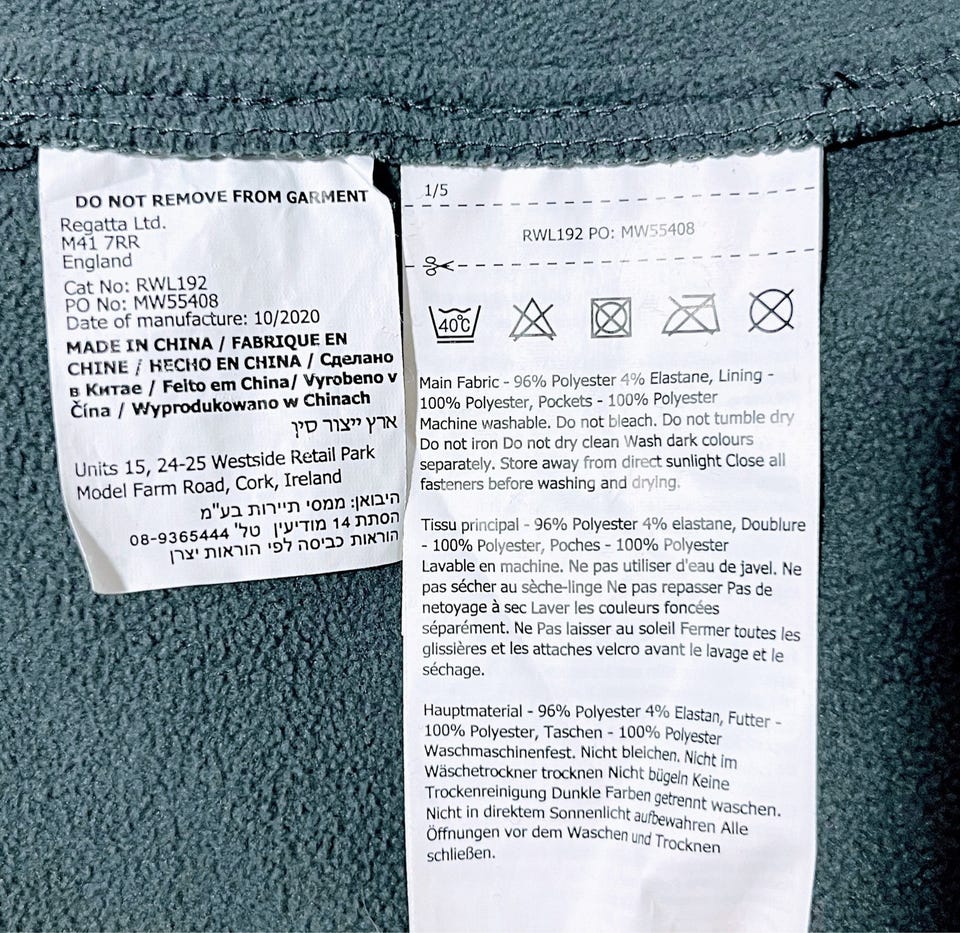 DO NOT REMOVE FROM GARMENT
Regatta Ltd.
M41 7RR
England
Cat No: RWL192
PO No: MW55408
Date of manufacture: 10/2020
MADE IN CHINA / FABRIQUE EN
CHINE / HECHO EN CHINA / Сделано
в Китае / Feito em China/ Vyrobeno v
Čína / Wyprodukowano w Chinach
ארץ ייצור סין
Units 15, 24-25 Westside Retail Park
Model Farm Road, Cork, Ireland
היבואן: ממסי תיירות בע"מ
הסתת 14 מודיעין טל' 08-9365444
הוראות כביסה לפי הוראות יצרן
1/5
RWL192 PO: MW55408
40℃
Main Fabric - 96% Polyester 4% Elastane, Lining -
100% Polyester, Pockets - 100% Polyester
Machine washable. Do not bleach. Do not tumble dry
Do not iron Do not dry clean Wash dark colours
separately. Store away from direct sunlight Close all
fasteners before washing and drying.
Tissu principal - 96% Polyester 4% elastane, Doublure
- 100% Polyester, Poches - 100% Polyester
Lavable en machine. Ne pas utiliser d'eau de javel. Ne
pas sécher au sèche-linge Ne pas repasser Pas de
netoyage à sec Laver les couleurs foncées
séparément. Ne Pas laisser au soleil Fermer toutes les
glissières et les attaches velcro avant le lavage et le
séchage.
Hauptmaterial - 96% Polyester 4% Elastan, Futter -
100% Polyester, Taschen - 100% Polyester
Waschmaschinenfest. Nicht bleichen. Nicht im
Wäschetrockner trocknen Nicht bügeln Keine
Trockenreinigung Dunkle Farben getrennt waschen.
Nicht in direktem Sonnenlicht aufbewahren Alle
Öffnungen vor dem Waschen und Trocknen
schließen.